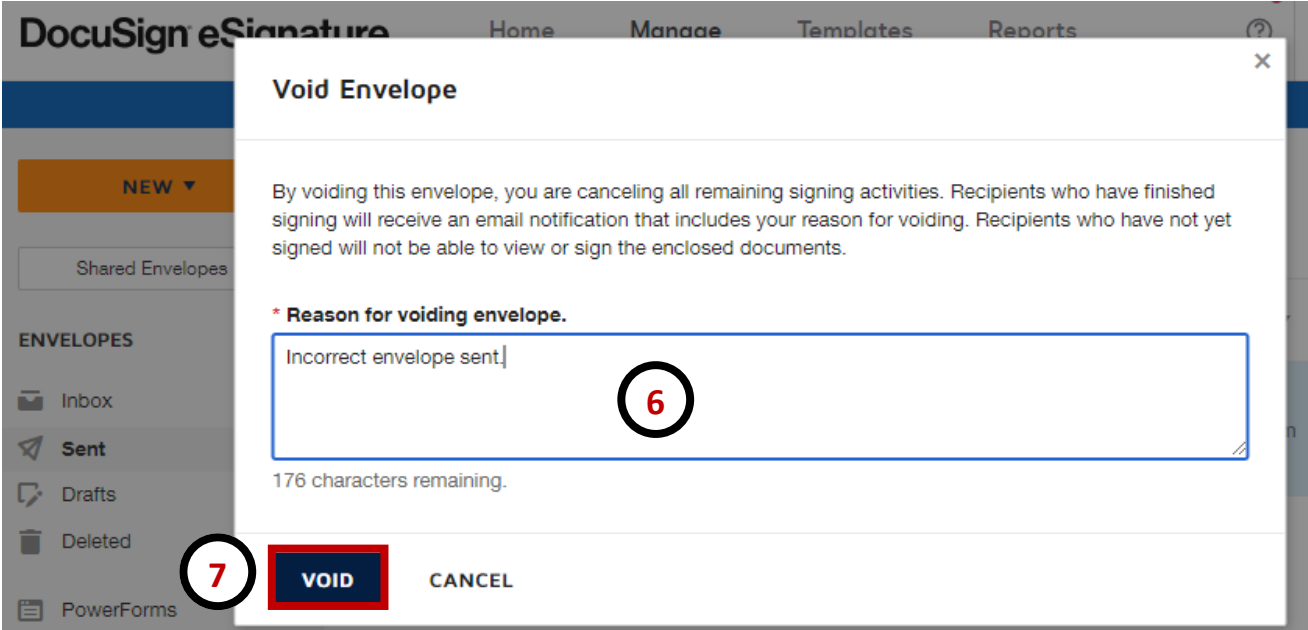 DocuSign eSignature Home Manage Templates Reports
Void Envelope
NEW
By voiding this envelope, you are canceling all remaining signing activities. Recipients who have finished
signing will receive an email notification that includes your reason for voiding. Recipients who have not yet
signed will not be able to view or sign the enclosed documents.
Shared Envelopes
* Reason for voiding envelope.
ENVELOPES
Incorrect envelope sent.
6
Inbox
Sent
176 characters remaining.
Drafts
Deleted
7
VOID CANCEL
PowerForms